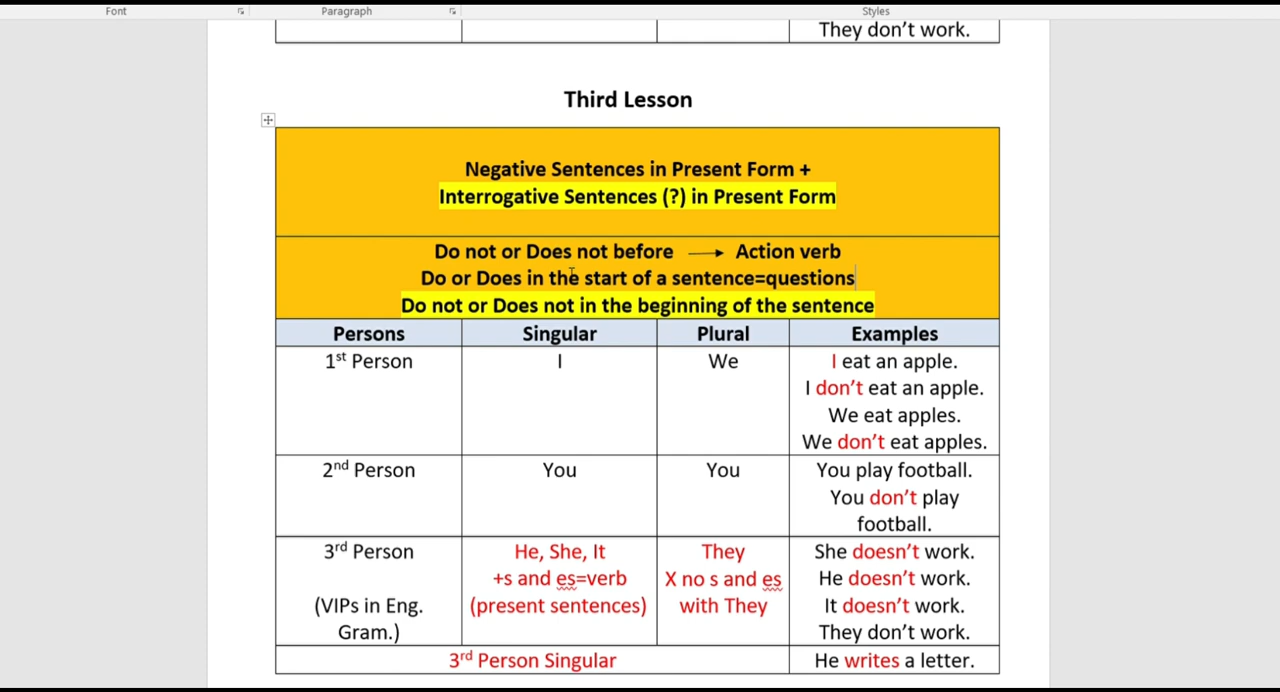 Font Paragraph Styles
They don't work.
Third Lesson
Negative Sentences in Present Form +
Interrogative Sentences (?) in Present Form
Do not or Does not before → Action verb
Do or Does in the start of a sentence=questions
Do not or Does not in the beginning of the sentence
Persons Singular Plural Examples
1st Person I We I eat an apple.
I don't eat an apple.
We eat apples.
We don't eat apples.
2nd Person You You You play football.
You don't play
football.
3rd Person He, She, It They She doesn't work.
+s and es=verb X no s and es He doesn't work.
(VIPs in Eng. (present sentences) with They It doesn't work.
Gram.) They don't work.
3rd Person Singular He writes a letter.